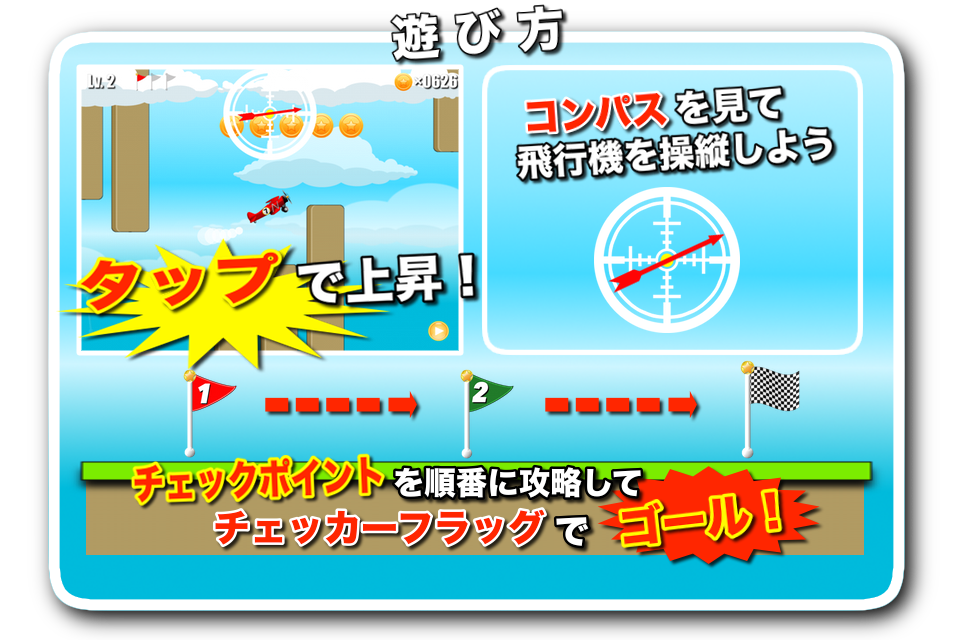 遊び方
Lv.2
×0626
コンパスを見て
飛行機を操縦しよう
タップで上昇！
1
2
チェックポイントを順番に攻略して
チェッカーフラッグでゴール！